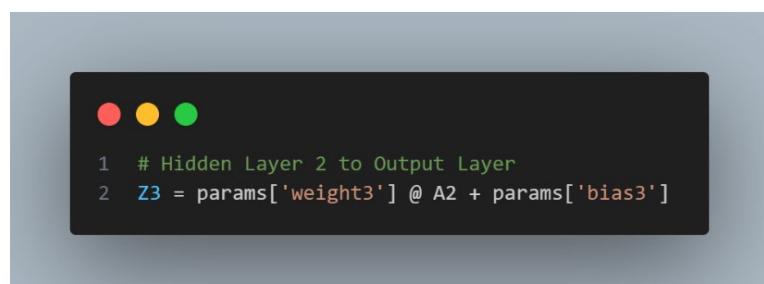 1 # Hidden Layer 2 to Output Layer
2 Z3 = params['weight3'] @ A2 + params['bias3']